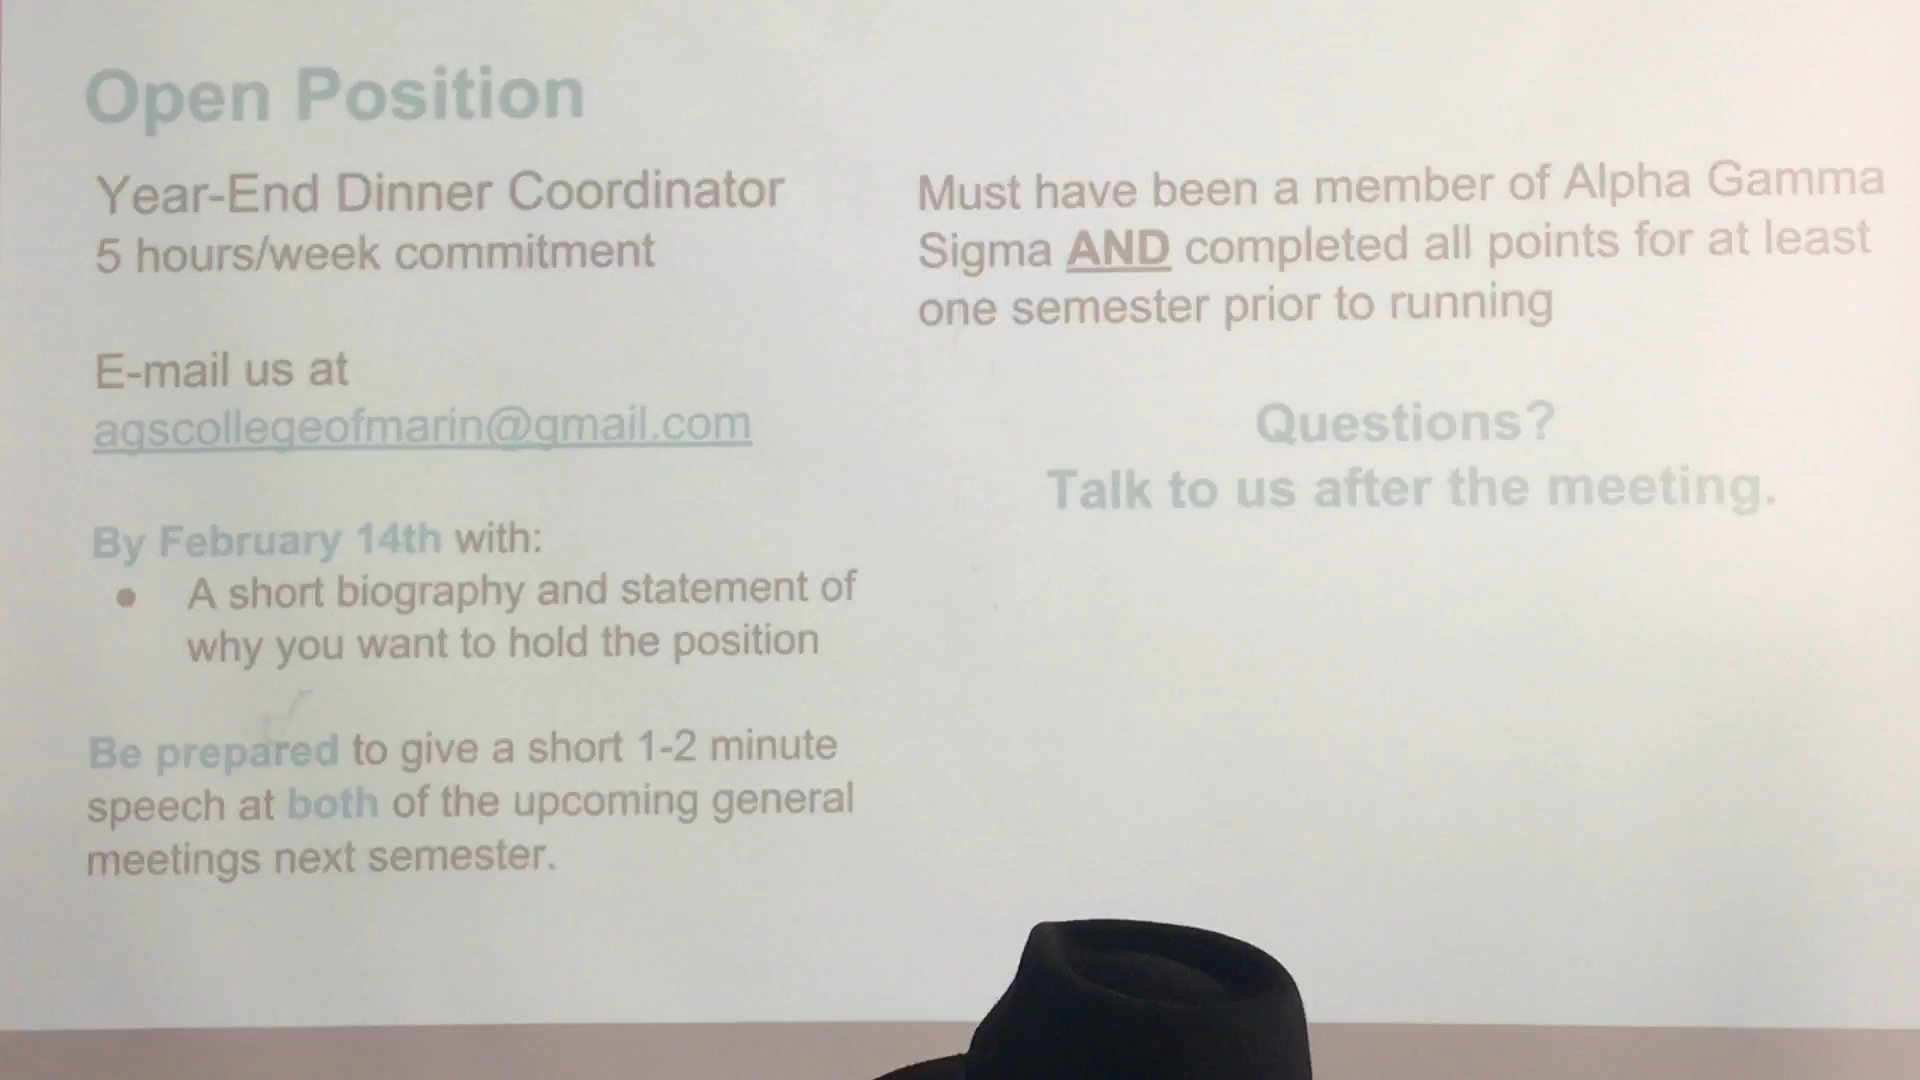 Open Position
Year-End Dinner Coordinator
5 hours/week commitment
E-mail us at
agscollegeofmarin@gmail.com
By February 14th with:
● A short biography and statement of
why you want to hold the position
Be prepared to give a short 1-2 minute
speech at both of the upcoming general
meetings next semester.
Must have been a member of Alpha Gamma
Sigma AND completed all points for at least
one semester prior to running
Questions?
Talk to us after the meeting.